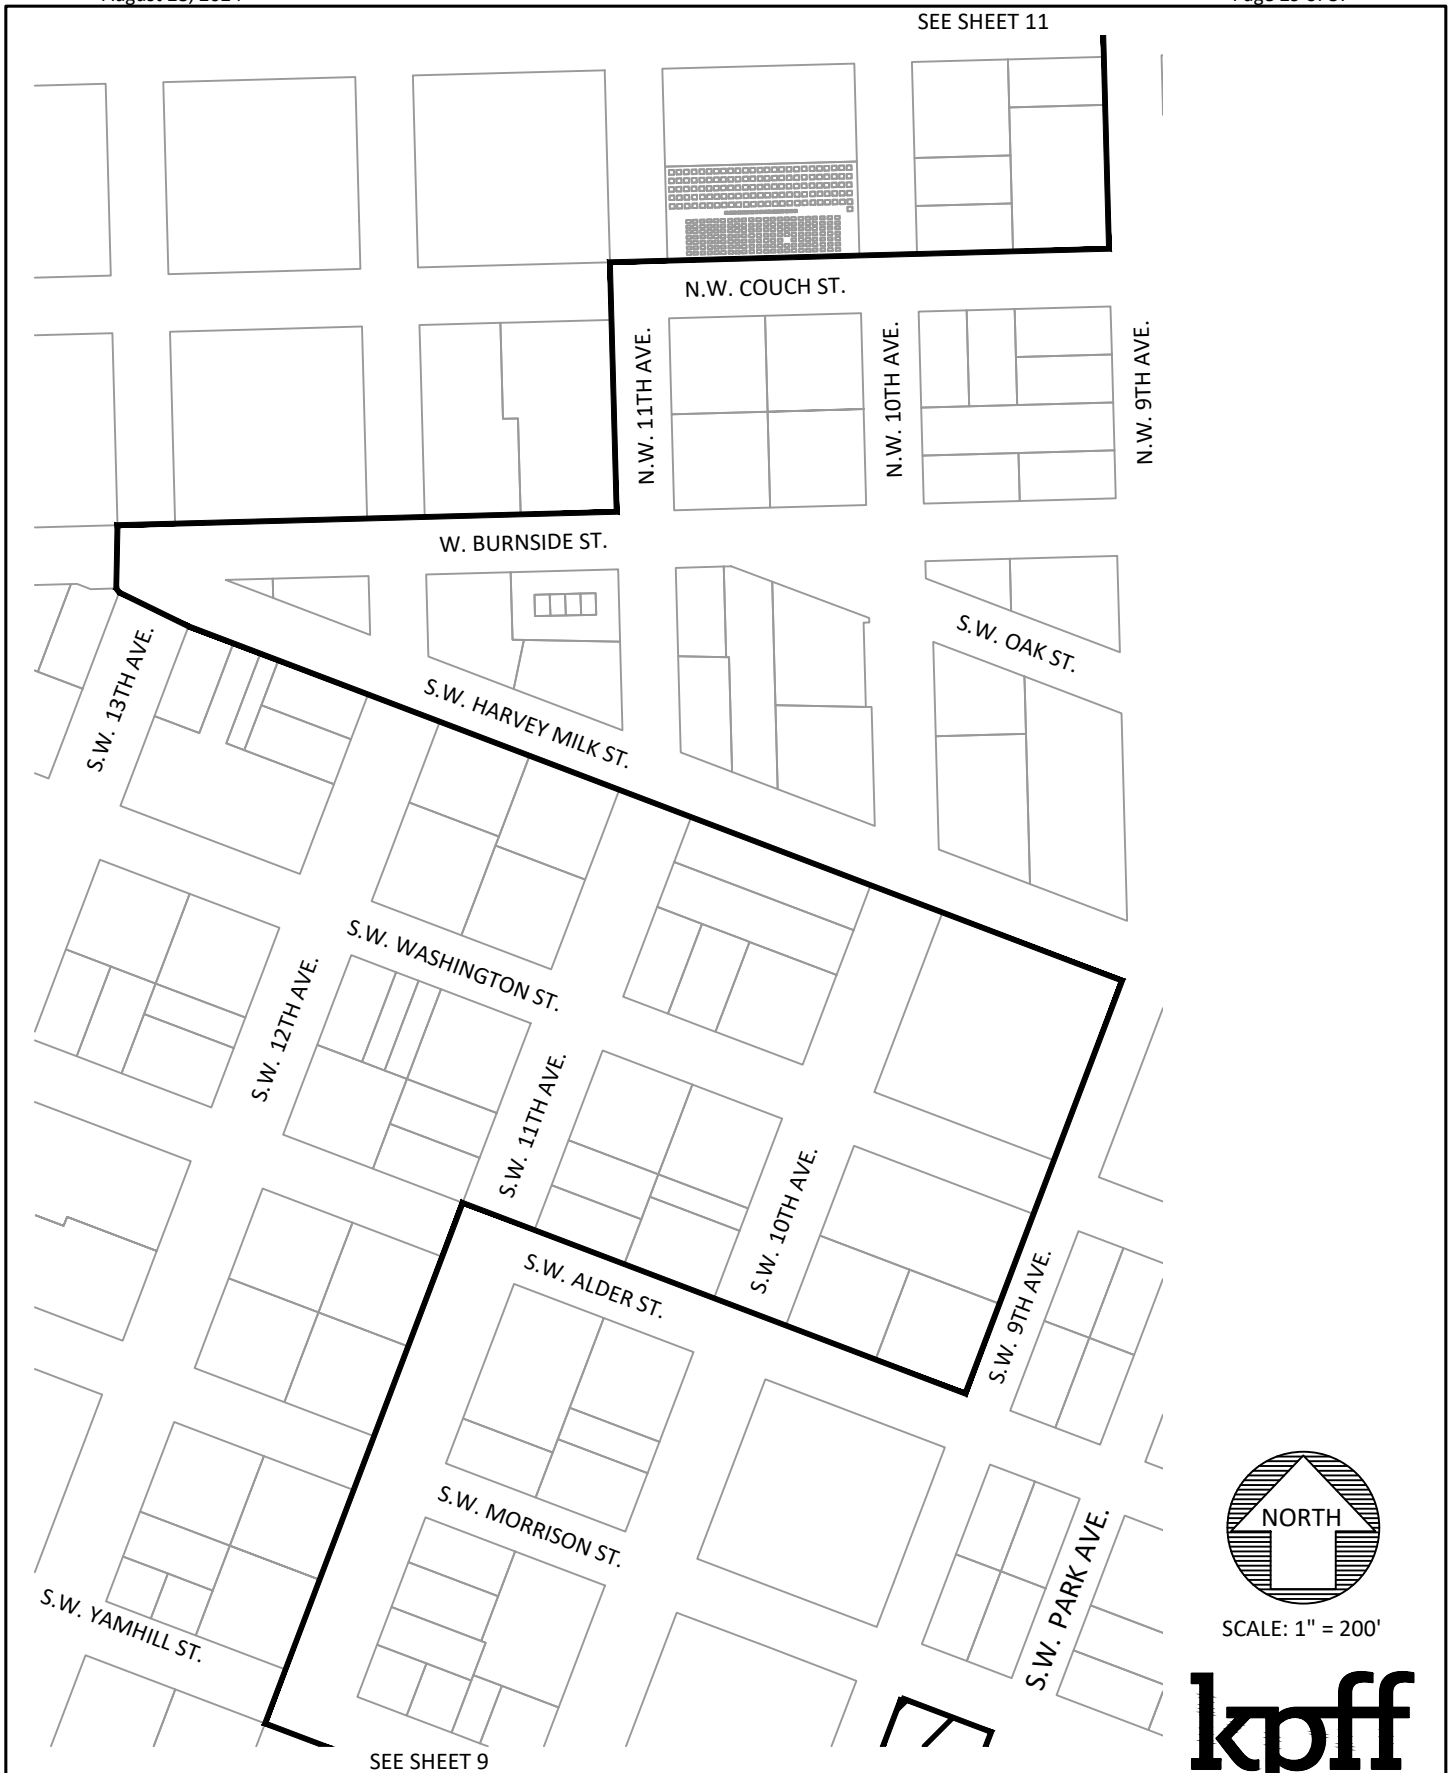 SEE SHEET 11
N.W. COUCH ST.
N.W. 11TH AVE.
N.W. 10TH AVE.
N.W. 9TH AVE.
W. BURNSIDE ST.
S.W. OAK ST.
S.W. 13TH AVE.
S.W. HARVEY MILK ST.
S.W. WASHINGTON ST.
S.W. 12TH AVE.
S.W. 11TH AVE.
S.W. 10TH AVE.
S.W. ALDER ST.
S.W. 9TH AVE.
S.W. MORRISON ST.
S.W. PARK AVE.
NORTH
S.W. YAMHILL ST.
SCALE: 1" = 200'
kpff
SEE SHEET 9